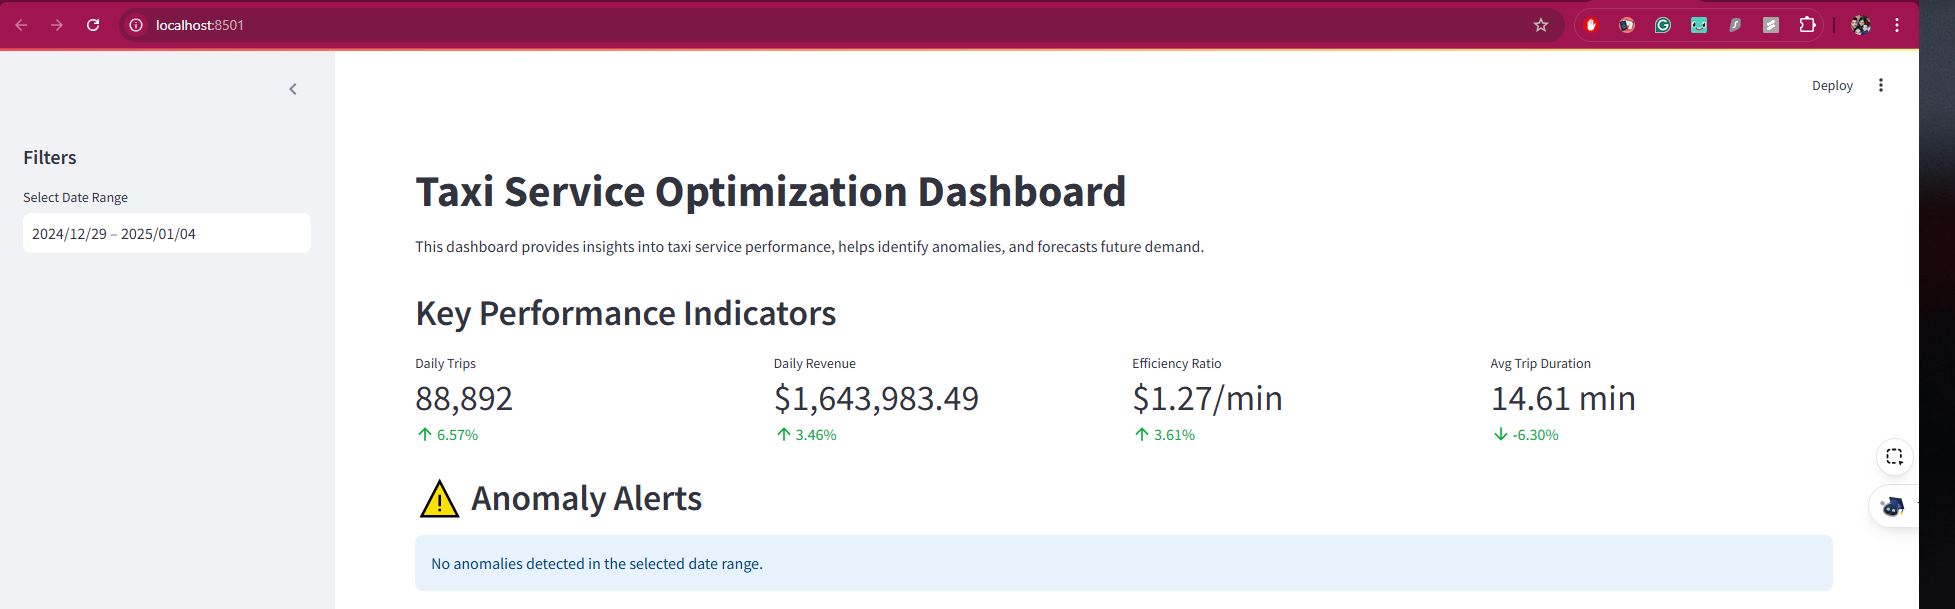 localhost:8501
Deploy
Filters
Select Date Range
2024/12/29 – 2025/01/04
Taxi Service Optimization Dashboard
This dashboard provides insights into taxi service performance, helps identify anomalies, and forecasts future demand.
Key Performance Indicators
Daily Trips
88,892
↑ 6.57%
Daily Revenue
$1,643,983.49
↑ 3.46%
Efficiency Ratio
$1.27/min
↑ 3.61%
Avg Trip Duration
14.61 min
↓ -6.30%
Anomaly Alerts
No anomalies detected in the selected date range.